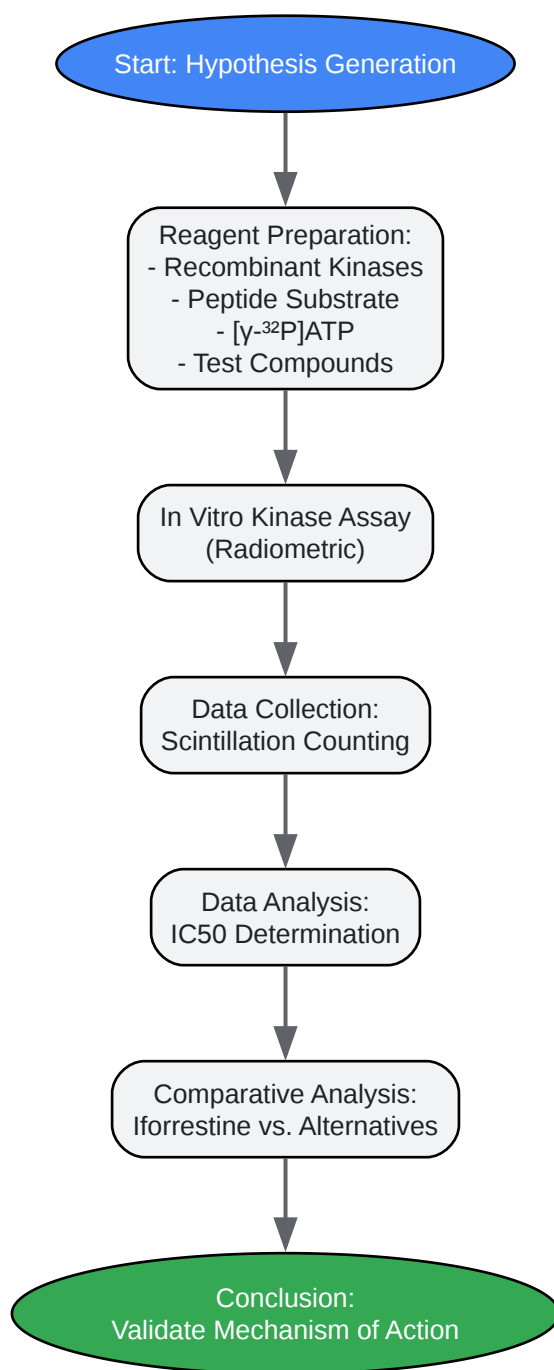 Start: Hypothesis Generation
Reagent Preparation:
- Recombinant Kinases
- Peptide Substrate
- [γ-³²P]ATP
- Test Compounds
In Vitro Kinase Assay
(Radiometric)
Data Collection:
Scintillation Counting
Data Analysis:
IC50 Determination
Comparative Analysis:
Iforrestine vs. Alternatives
Conclusion:
Validate Mechanism of Action